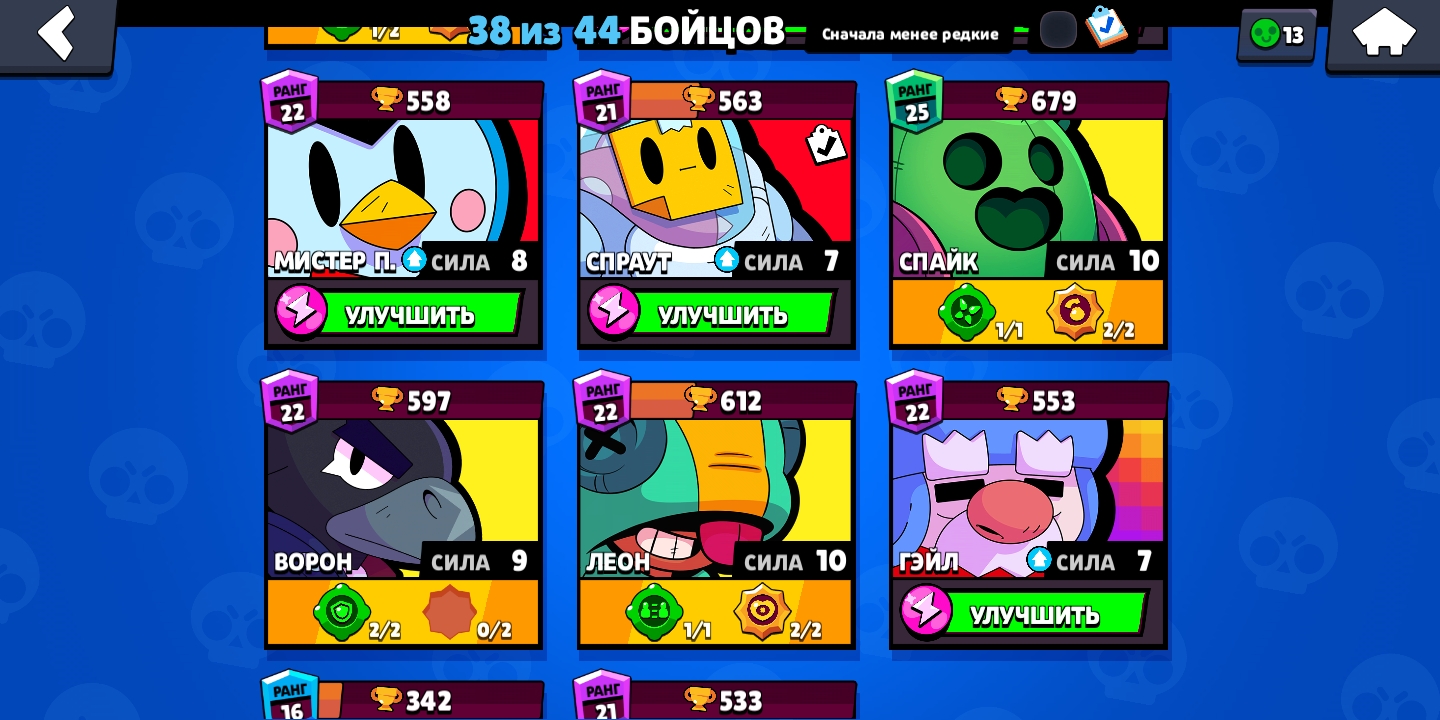 1/2
38 из 44 БОЙЦОВ
Сначала менее редкие
13
РАНГ 22
558
РАНГ 21
563
РАНГ 25
679
МИСТЕР П.
СИЛА 8
СПРАУТ
СИЛА 7
СПАЙК
СИЛА 10
УЛУЧШИТЬ
УЛУЧШИТЬ
1/1
2/2
РАНГ 22
597
РАНГ 22
612
РАНГ 22
553
ВОРОН
СИЛА 9
ЛЕОН
СИЛА 10
ГЭЙЛ
СИЛА 7
2/2
0/2
1/1
2/2
УЛУЧШИТЬ
РАНГ 16
342
РАНГ 21
533